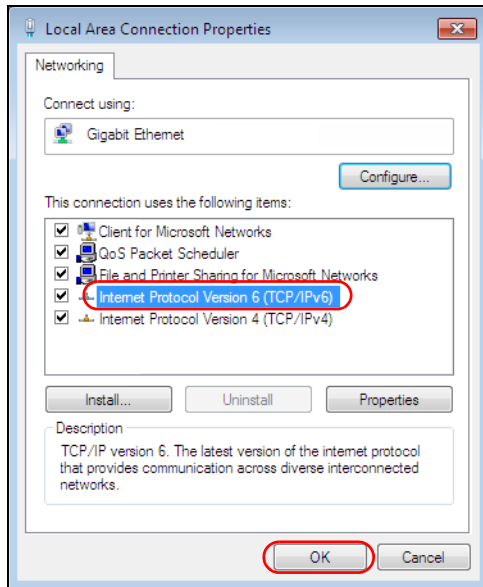 Local Area Connection Properties
Networking
Connect using:
Gigabit Ethernet
Configure...
This connection uses the following items:
Client for Microsoft Networks
QoS Packet Scheduler
File and Printer Sharing for Microsoft Networks
Internet Protocol Version 6 (TCP/IPv6)
Internet Protocol Version 4 (TCP/IPv4)
Install...
Uninstall
Properties
Description
TCP/IP version 6. The latest version of the internet protocol
that provides communication across diverse interconnected
networks.
OK
Cancel